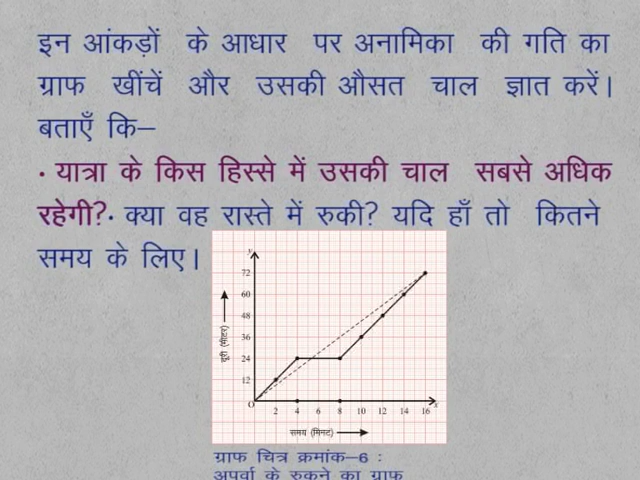 इन आंकड़ों के आधार पर अनामिका की गति का
ग्राफ खींचें और उसकी औसत चाल ज्ञात करें।
बताएँ कि–
• यात्रा के किस हिस्से में उसकी चाल सबसे अधिक
रहेगी?• क्या वह रास्ते में रुकी? यदि हाँ तो कितने
समय के लिए।
y
72
60
48
36
24
12
दूरी (मीटर)
O 2 4 6 8 10 12 14 16 x
समय (मिनट)
ग्राफ चित्र क्रमांक–6 :
अपूर्वा के रुकने का ग्राफ